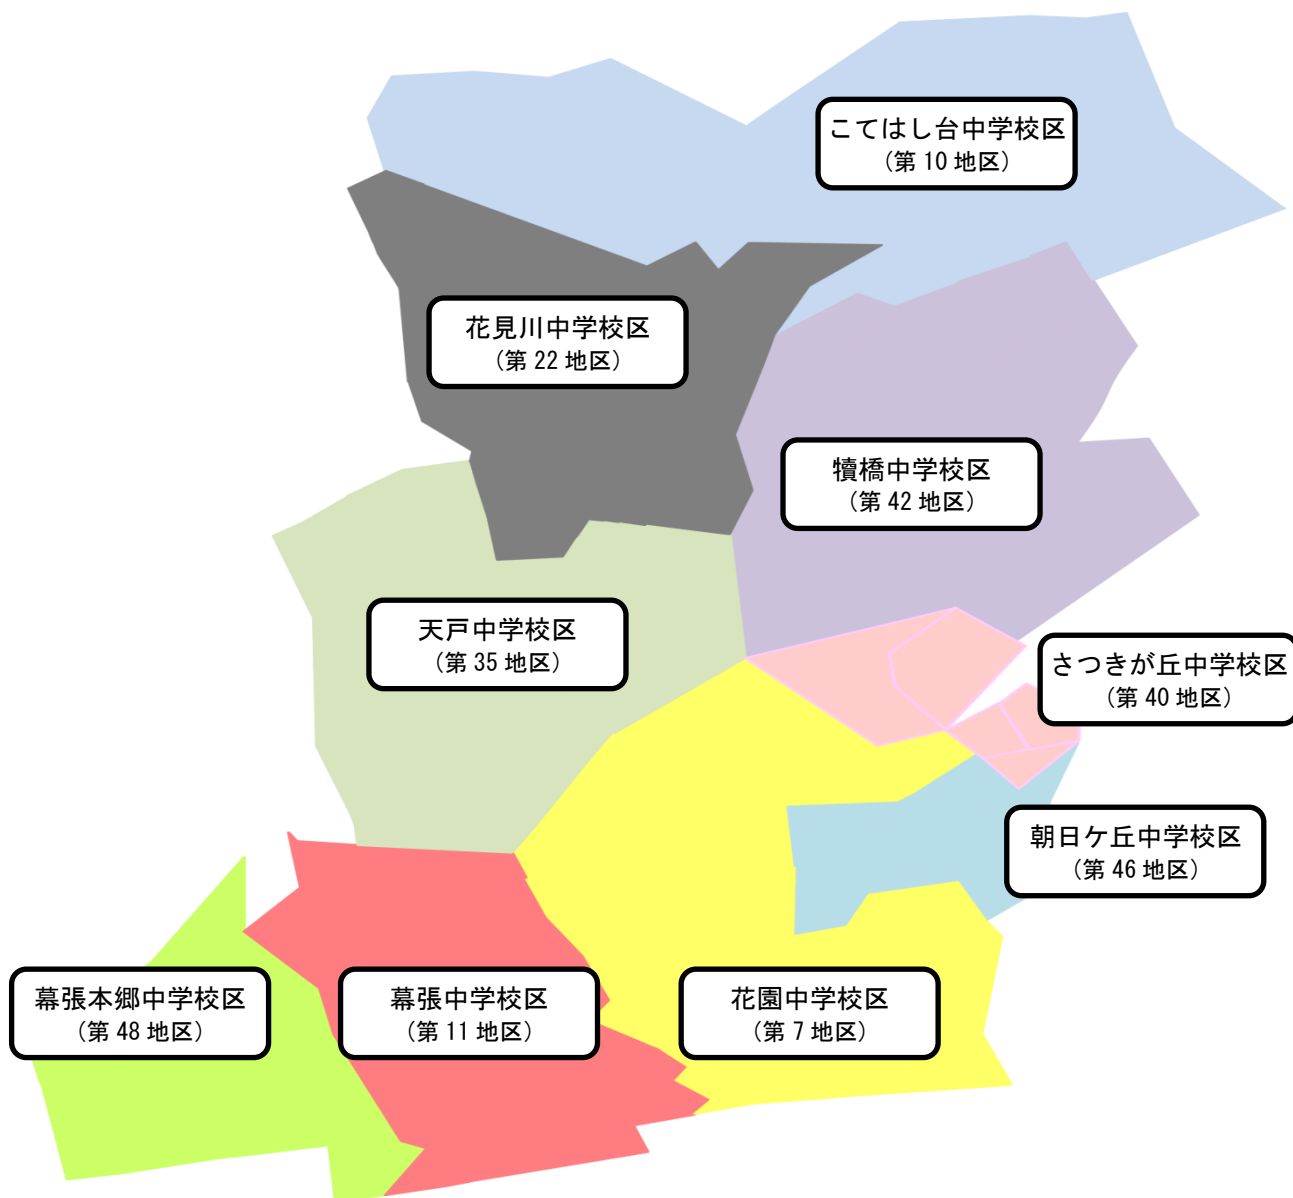 こてはし台中学校区
（第 10 地区）
花見川中学校区
（第 22 地区）
犢橋中学校区
（第 42 地区）
天戸中学校区
（第 35 地区）
さつきが丘中学校区
（第 40 地区）
朝日ケ丘中学校区
（第 46 地区）
幕張本郷中学校区
（第 48 地区）
幕張中学校区
（第 11 地区）
花園中学校区
（第 7 地区）